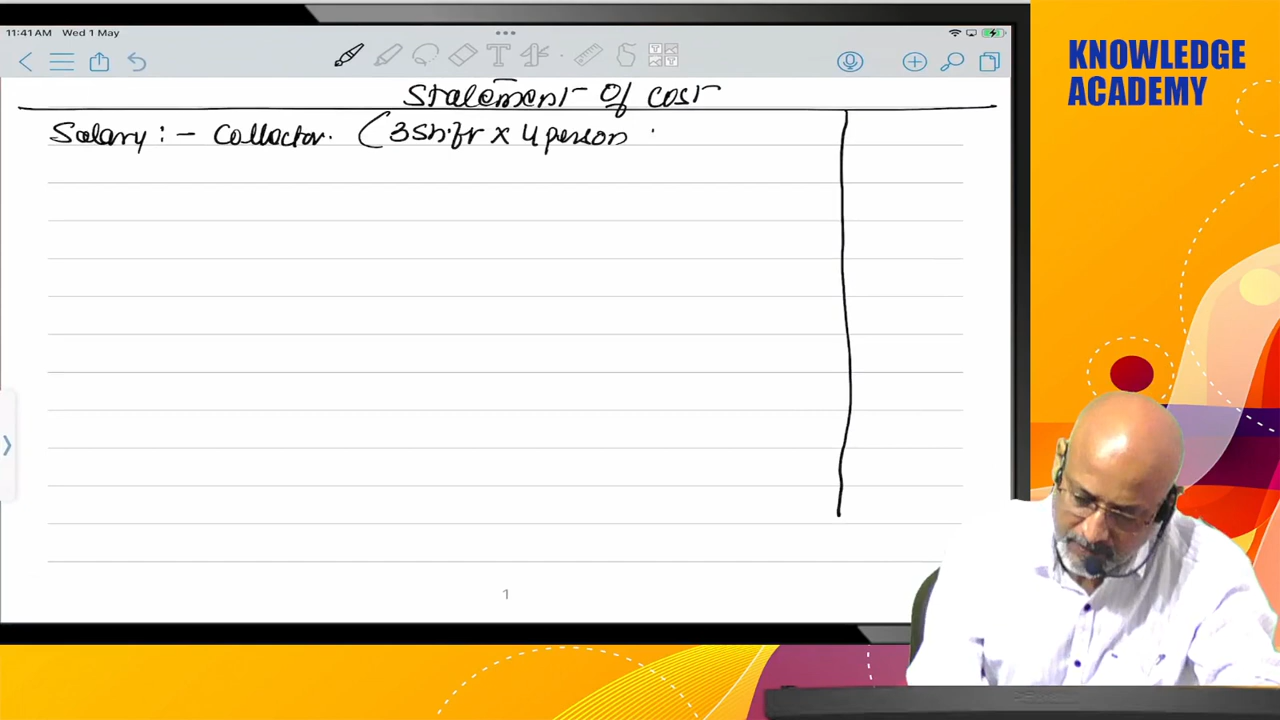 11:41 AM Wed 1 May
KNOWLEDGE
ACADEMY
Statement of cost
Salary :- Collector. (3 Shift x 4 person
1